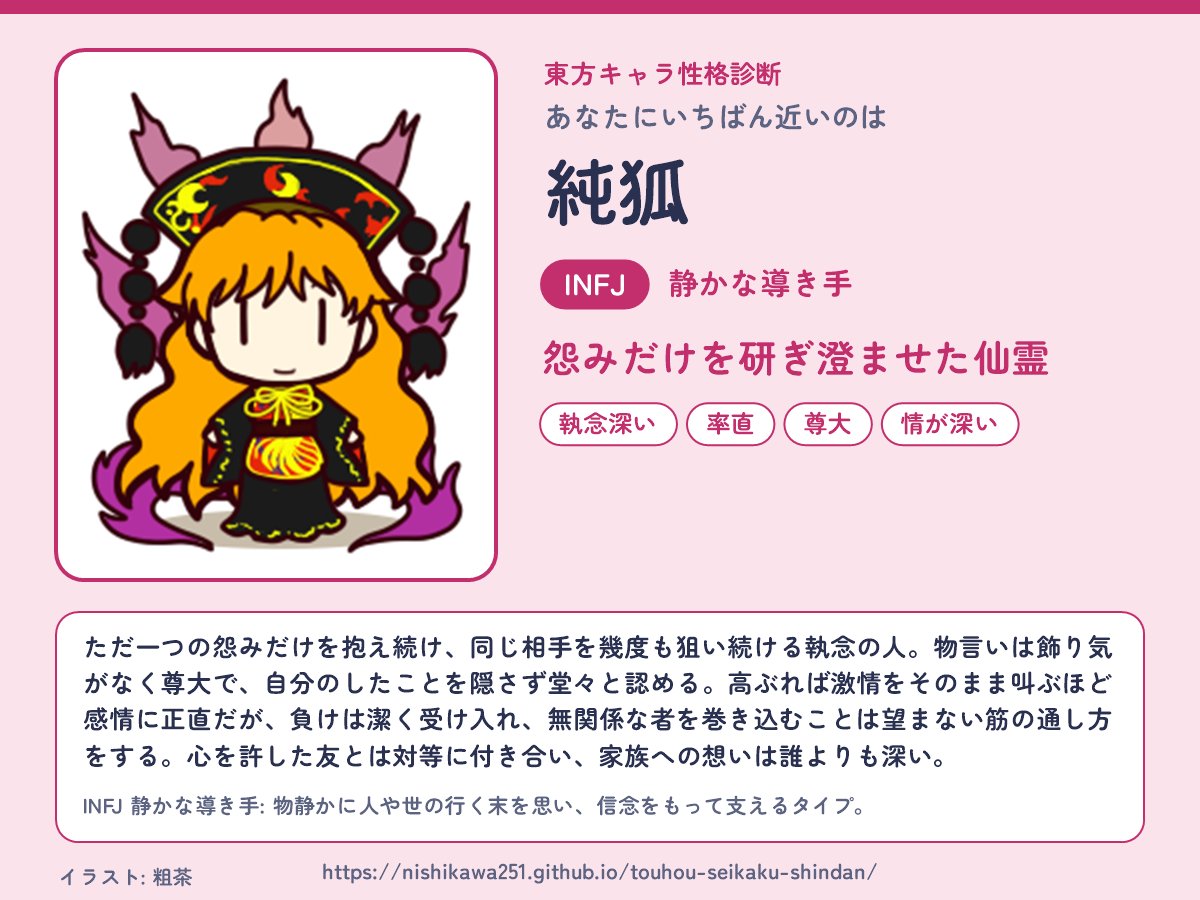 東方キャラ性格診断
あなたにいちばん近いのは
純狐
INFJ 静かな導き手
怨みだけを研ぎ澄ませた仙霊
執念深い 率直 尊大 情が深い
ただ一つの怨みだけを抱え続け、同じ相手を幾度も狙い続ける執念の人。物言いは飾り気
がなく尊大で、自分のしたことを隠さず堂々と認める。高ぶれば激情をそのまま叫ぶほど
感情に正直だが、負けは潔く受け入れ、無関係な者を巻き込むことは望まない筋の通し方
をする。心を許した友とは対等に付き合い、家族への想いは誰よりも深い。
INFJ 静かな導き手: 物静かに人や世の行く末を思い、信念をもって支えるタイプ。
イラスト: 粗茶
https://nishikawa251.github.io/touhou-seikaku-shindan/